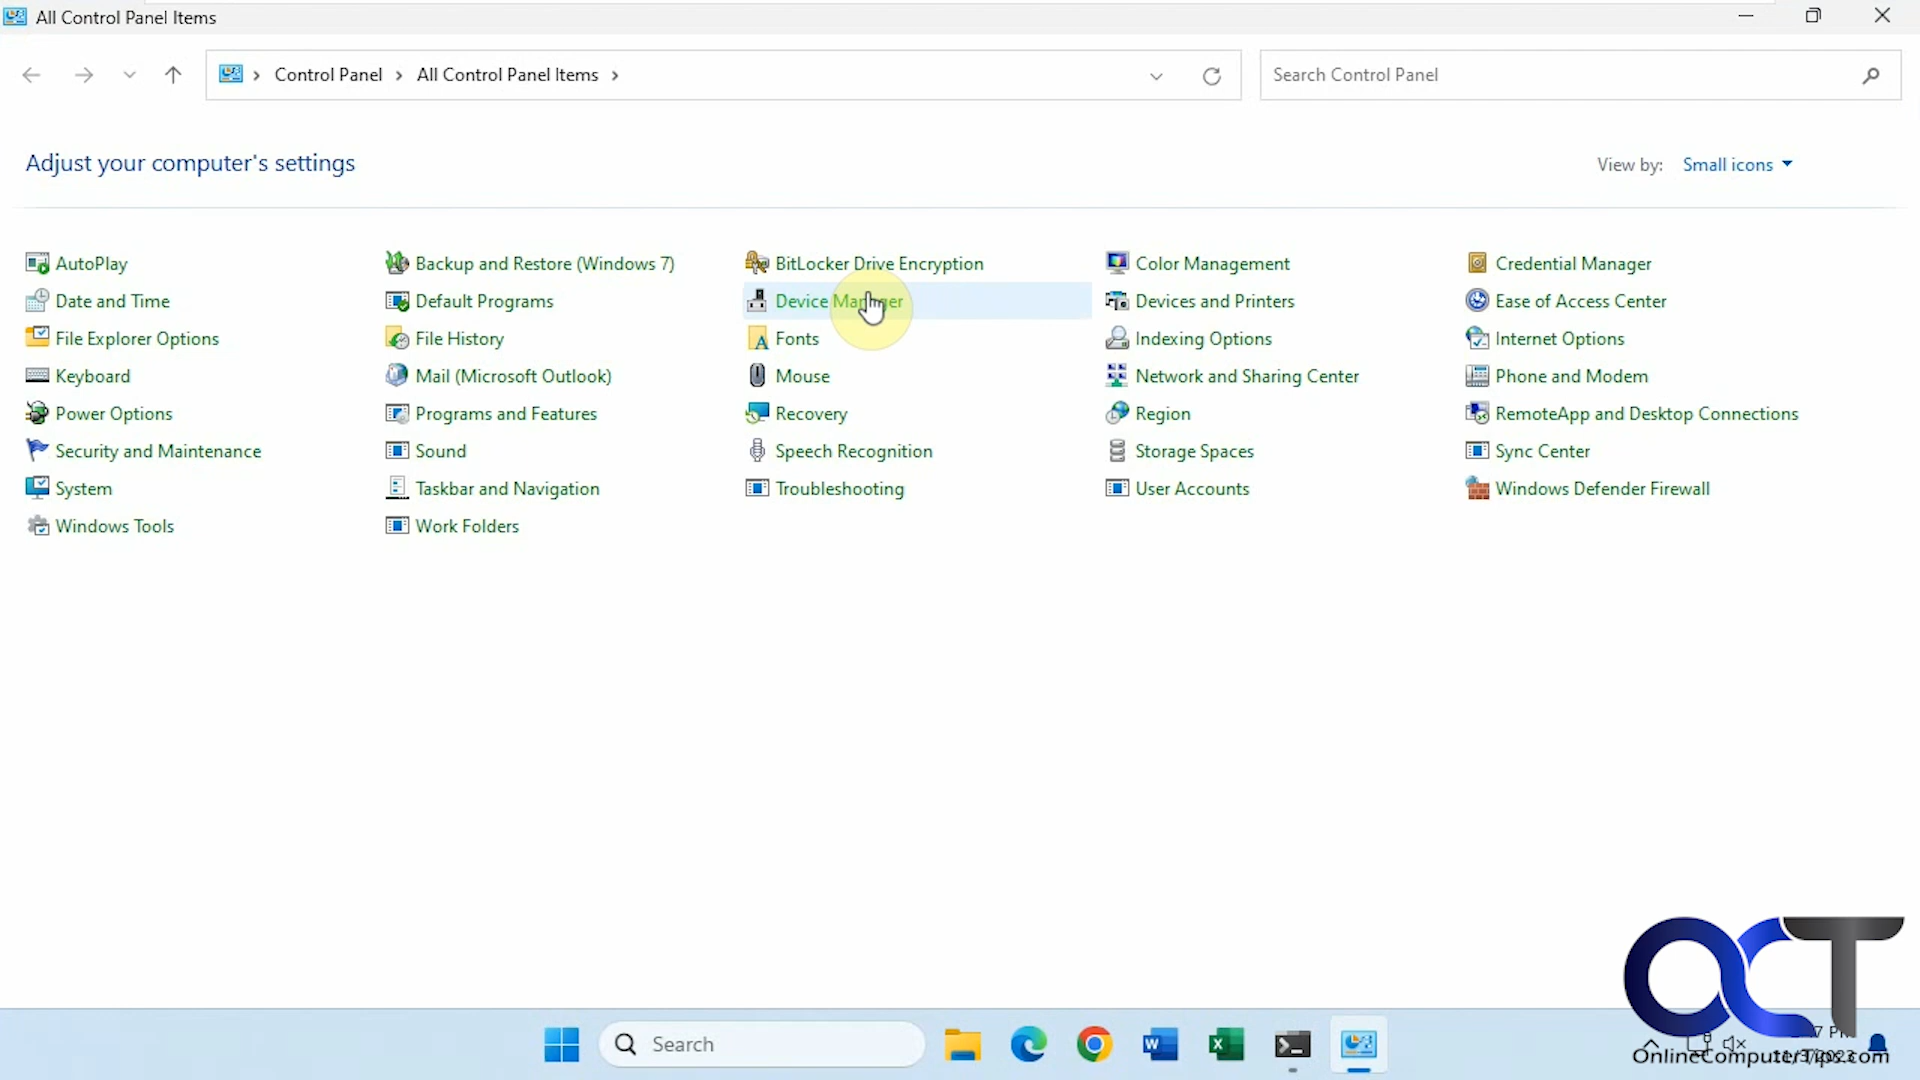 All Control Panel Items
Control Panel > All Control Panel Items >
Search Control Panel
Adjust your computer's settings
View by: Small icons
AutoPlay Backup and Restore (Windows 7) BitLocker Drive Encryption Color Management Credential Manager
Date and Time Default Programs Device Manager Devices and Printers Ease of Access Center
File Explorer Options File History Fonts Indexing Options Internet Options
Keyboard Mail (Microsoft Outlook) Mouse Network and Sharing Center Phone and Modem
Power Options Programs and Features Recovery Region RemoteApp and Desktop Connections
Security and Maintenance Sound Speech Recognition Storage Spaces Sync Center
System Taskbar and Navigation Troubleshooting User Accounts Windows Defender Firewall
Windows Tools Work Folders
OCT
Search
OnlineComputerTips.com